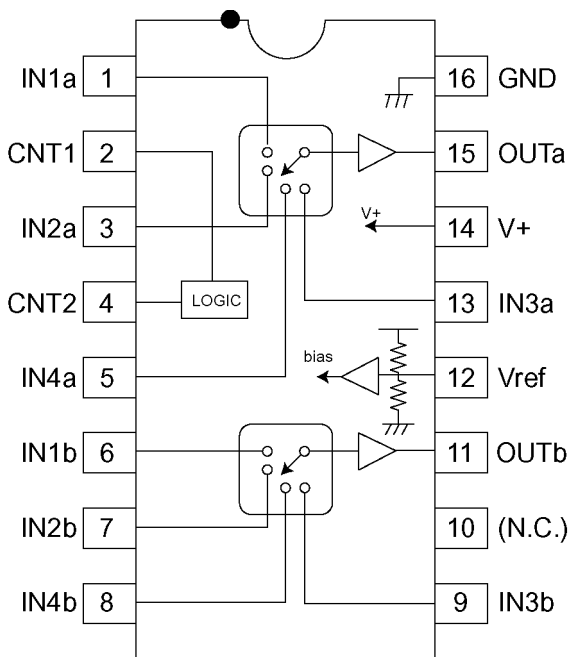 IN1a 1 16 GND
CNT1 2 15 OUTa
IN2a 3 V+ 14 V+
CNT2 4 LOGIC 13 IN3a
IN4a 5 bias 12 Vref
IN1b 6 11 OUTb
IN2b 7 10 (N.C.)
IN4b 8 9 IN3b